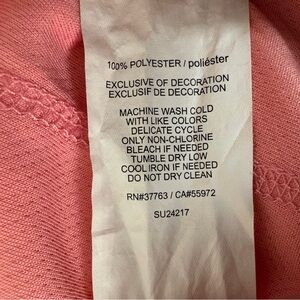 100% POLYESTER / poliéster
EXCLUSIVE OF DECORATION
EXCLUSIF DE DECORATION
MACHINE WASH COLD
WITH LIKE COLORS
DELICATE CYCLE
ONLY NON-CHLORINE
BLEACH IF NEEDED
TUMBLE DRY LOW
COOL IRON IF NEEDED
DO NOT DRY CLEAN
RN#37763 / CA#55972
SU24217